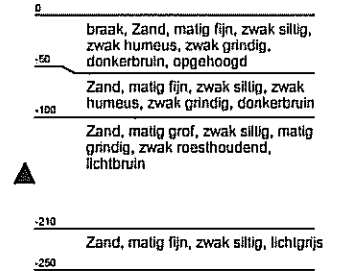 0
braak, Zand, matig fijn, zwak siltig,
zwak humeus, zwak grindig,
donkerbruin, opgehoogd
-50
Zand, matig fijn, zwak siltig, zwak
humeus, zwak grindig, donkerbruin
-100
Zand, matig grof, zwak siltig, matig
grindig, zwak roesthoudend,
lichtbruin
-210
Zand, matig fijn, zwak siltig, lichtgrijs
-250